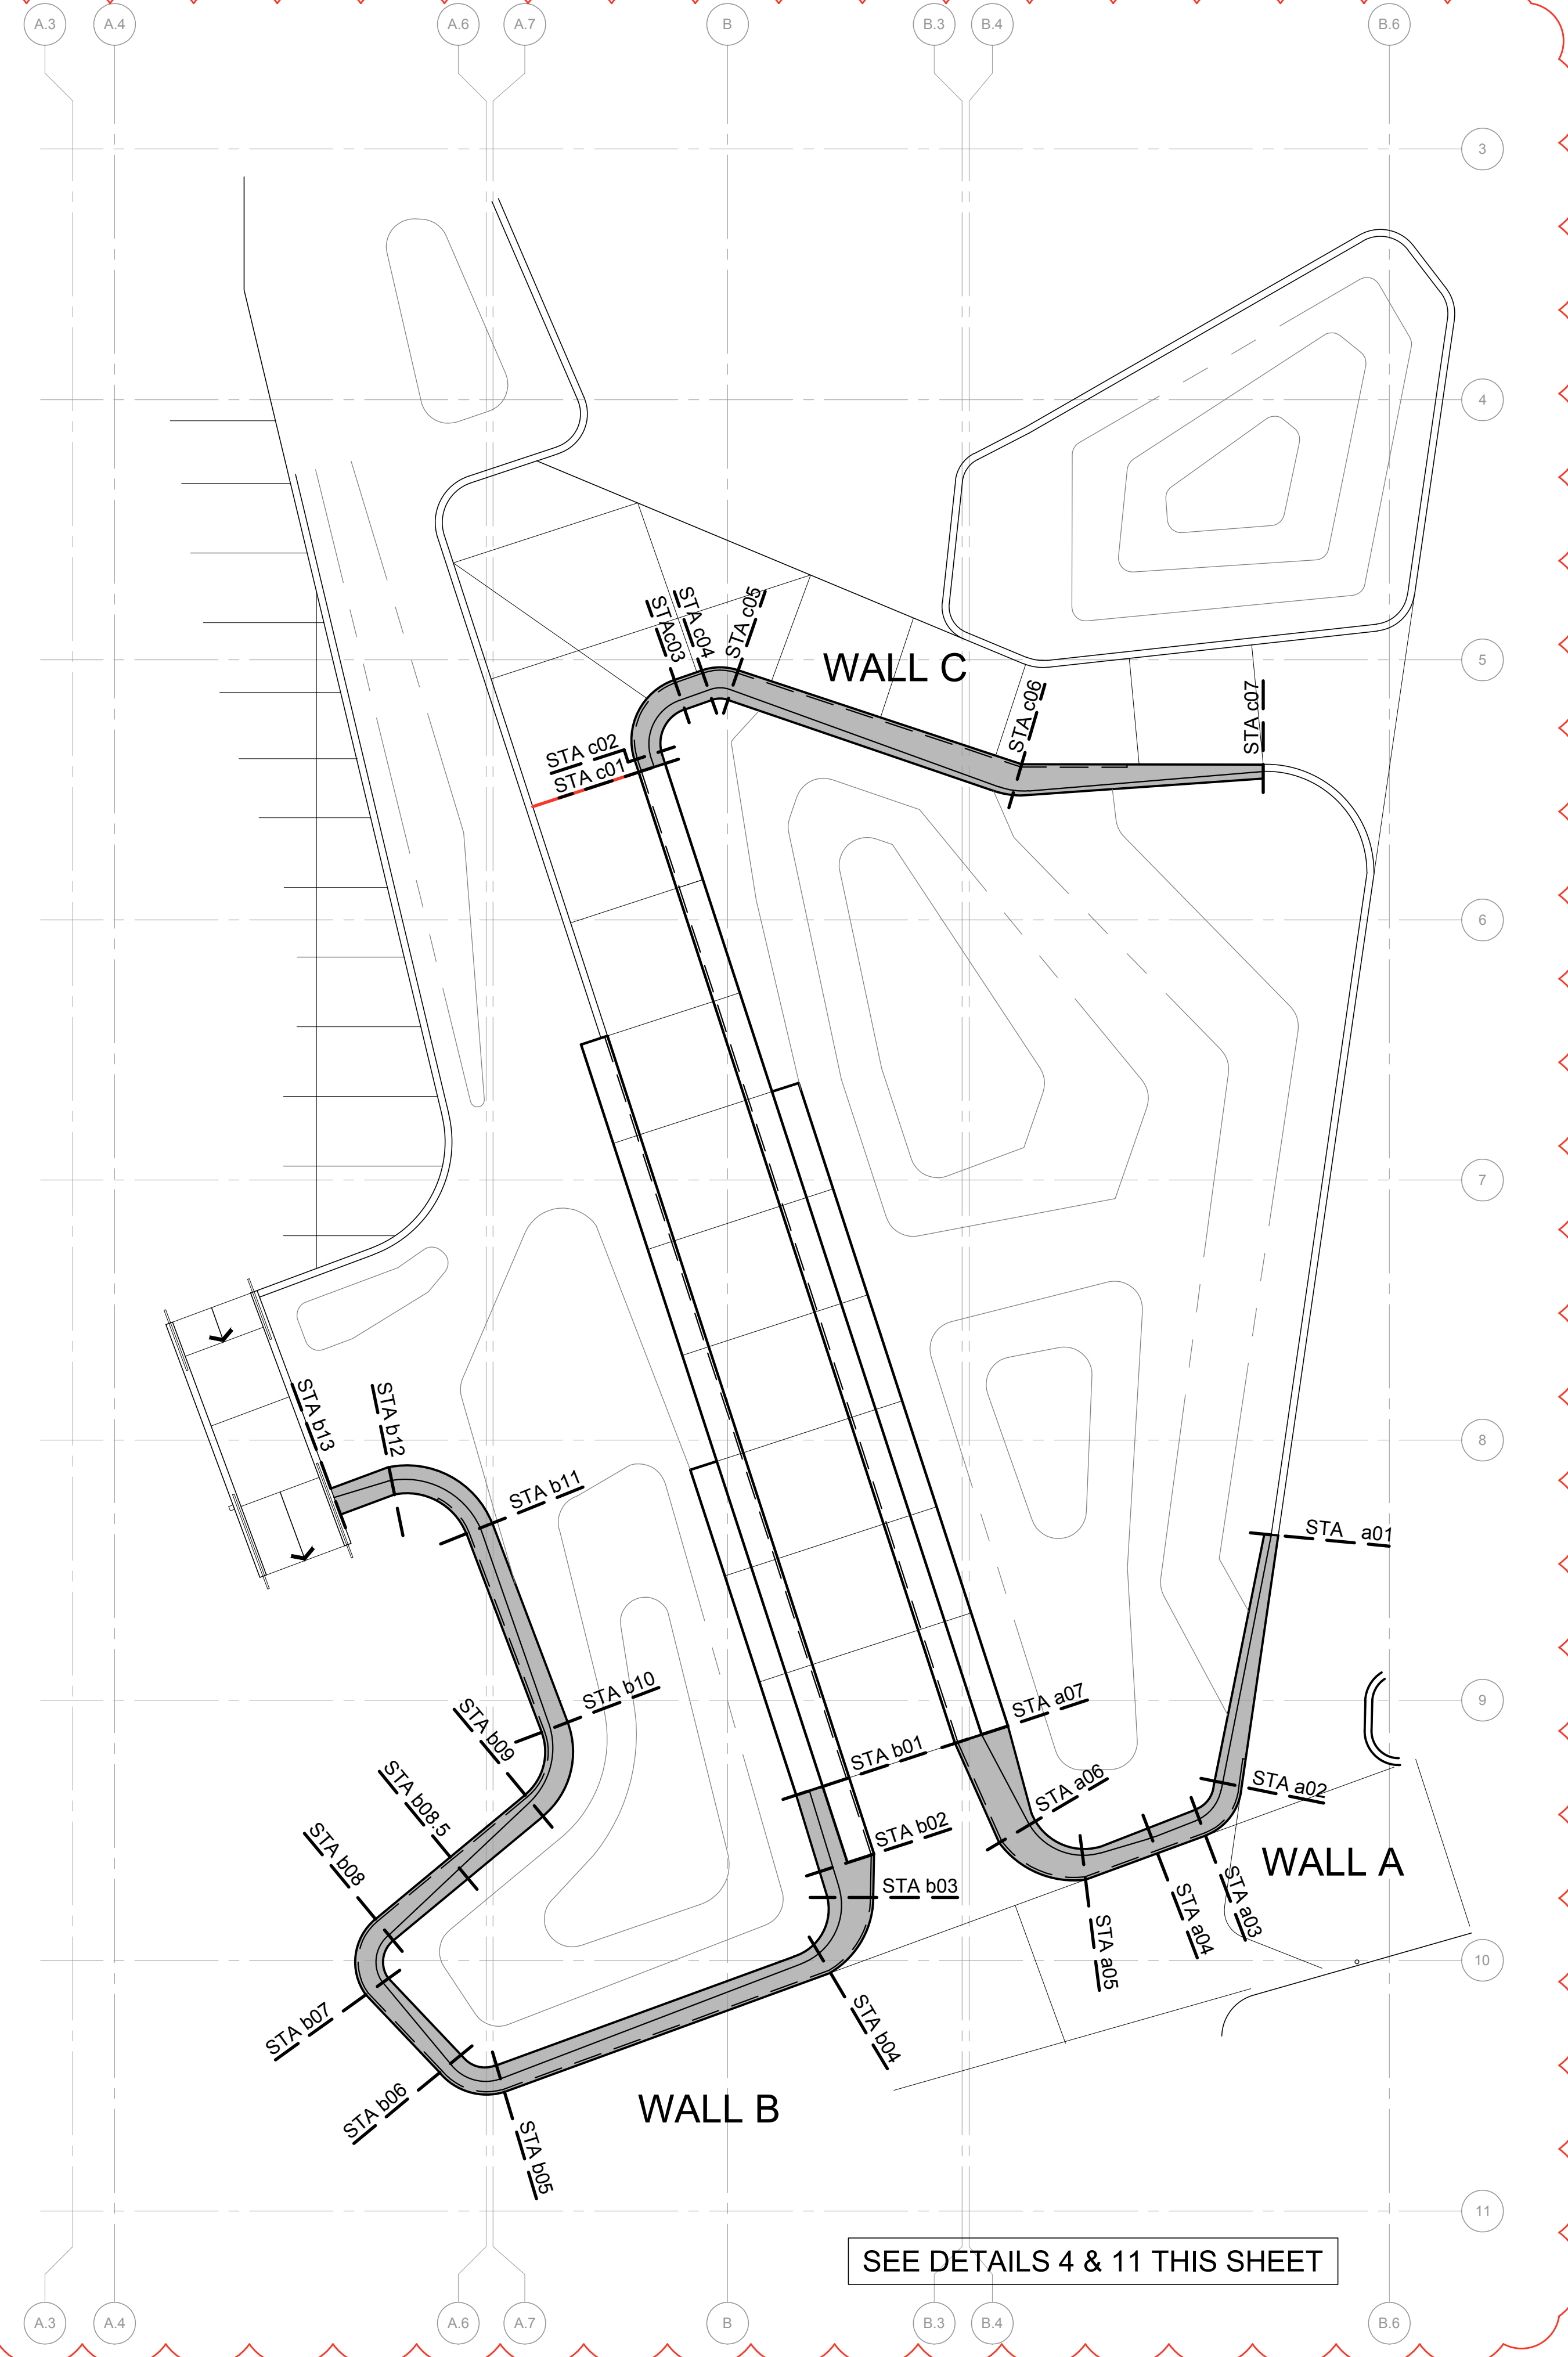 A.3
A.4
A.6
A.7
B
B.3
B.4
B.6
3
4
5
STAc03
STA c04
STA c05
WALL C
STA c06
STA c07
STA c02
STA c01
6
7
8
STA b13
STA b12
STA b11
STA a01
9
STA b10
STA b09
STA a07
STA b01
STA b08.5
STA a06
STA a02
STA b02
STA b08
WALL A
STA b03
STA a03
STA a04
STA a05
10
STA b07
STA b04
STA b06
WALL B
STA b05
11
SEE DETAILS 4 & 11 THIS SHEET
A.3
A.4
A.6
A.7
B
B.3
B.4
B.6